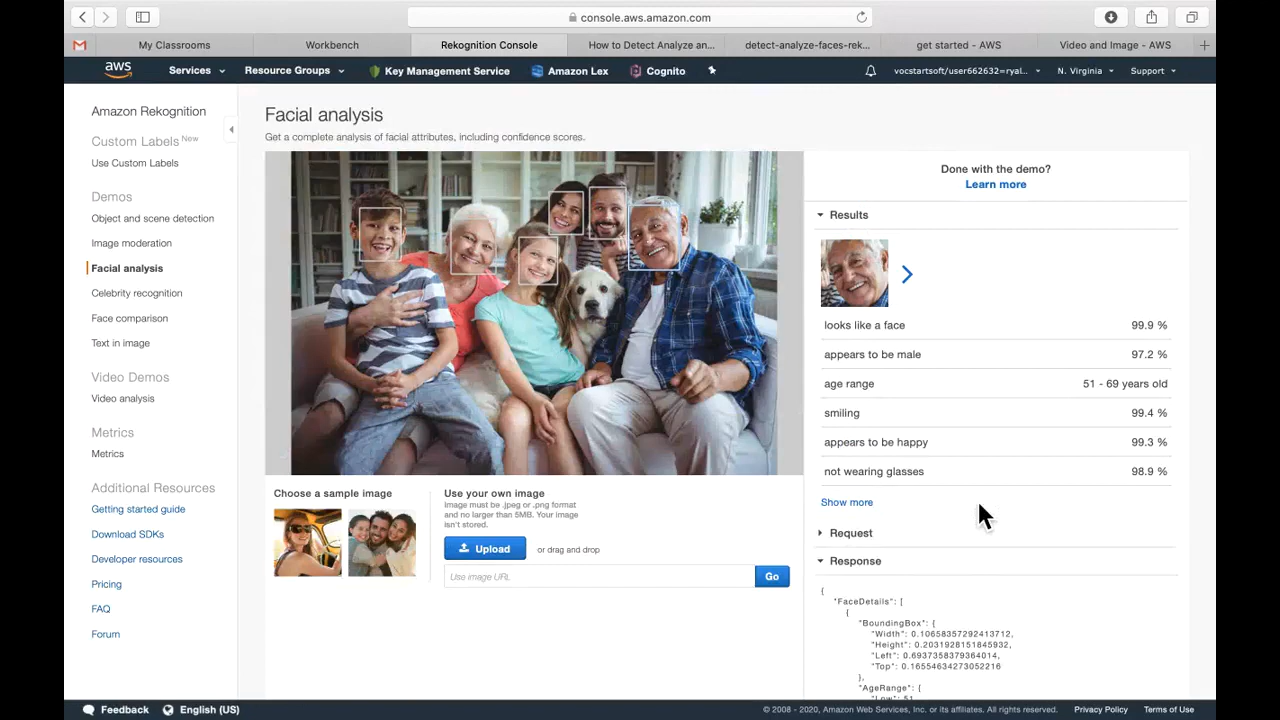 console.aws.amazon.com
My Classrooms
Workbench
Rekognition Console
How to Detect Analyze an...
detect-analyze-faces-rek...
get started - AWS
Video and Image - AWS
aws
Services
Resource Groups
Key Management Service
Amazon Lex
Cognito
vocstartsoft/user662632=ryal...
N. Virginia
Support
Amazon Rekognition
Custom Labels New
Use Custom Labels
Demos
Object and scene detection
Image moderation
Facial analysis
Celebrity recognition
Face comparison
Text in image
Video Demos
Video analysis
Metrics
Metrics
Additional Resources
Getting started guide
Download SDKs
Developer resources
Pricing
FAQ
Forum
Facial analysis
Get a complete analysis of facial attributes, including confidence scores.
Choose a sample image
Use your own image
Image must be .jpeg or .png format
and no larger than 5MB. Your image
isn't stored.
Upload
or drag and drop
Use image URL
Go
Done with the demo?
Learn more
Results
looks like a face 99.9 %
appears to be male 97.2 %
age range 51 - 69 years old
smiling 99.4 %
appears to be happy 99.3 %
not wearing glasses 98.9 %
Show more
Request
Response
{
"FaceDetails": [
{
"BoundingBox": {
"Width": 0.10658357292413712,
"Height": 0.2031928151845932,
"Left": 0.6937358379364014,
"Top": 0.16554634273052216
},
"AgeRange": {
"Low": 51,
Feedback
English (US)
© 2008 - 2020, Amazon Web Services, Inc. or its affiliates. All rights reserved.
Privacy Policy
Terms of Use